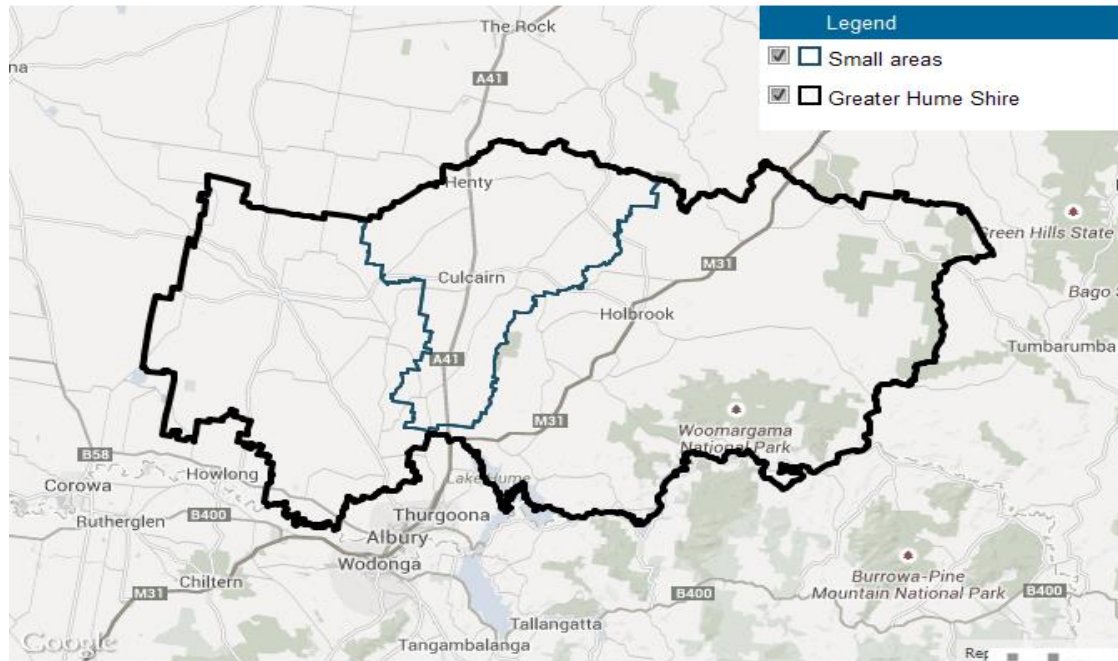 Legend
Small areas
Greater Hume Shire
The Rock
na
A41
Henty
Green Hills State
M31
Culcairn
Bago
Holbrook
Tumbarumba
A41
M31
Woomargama
National Park
B58
Howlong
Lake Hume
Corowa
Thurgoona
Rutherglen
B400
Albury
Wodonga
Burrowa-Pine
Mountain National Park
Chiltern
M31
B400
Tallangatta
Google
Tangambalanga
Rep